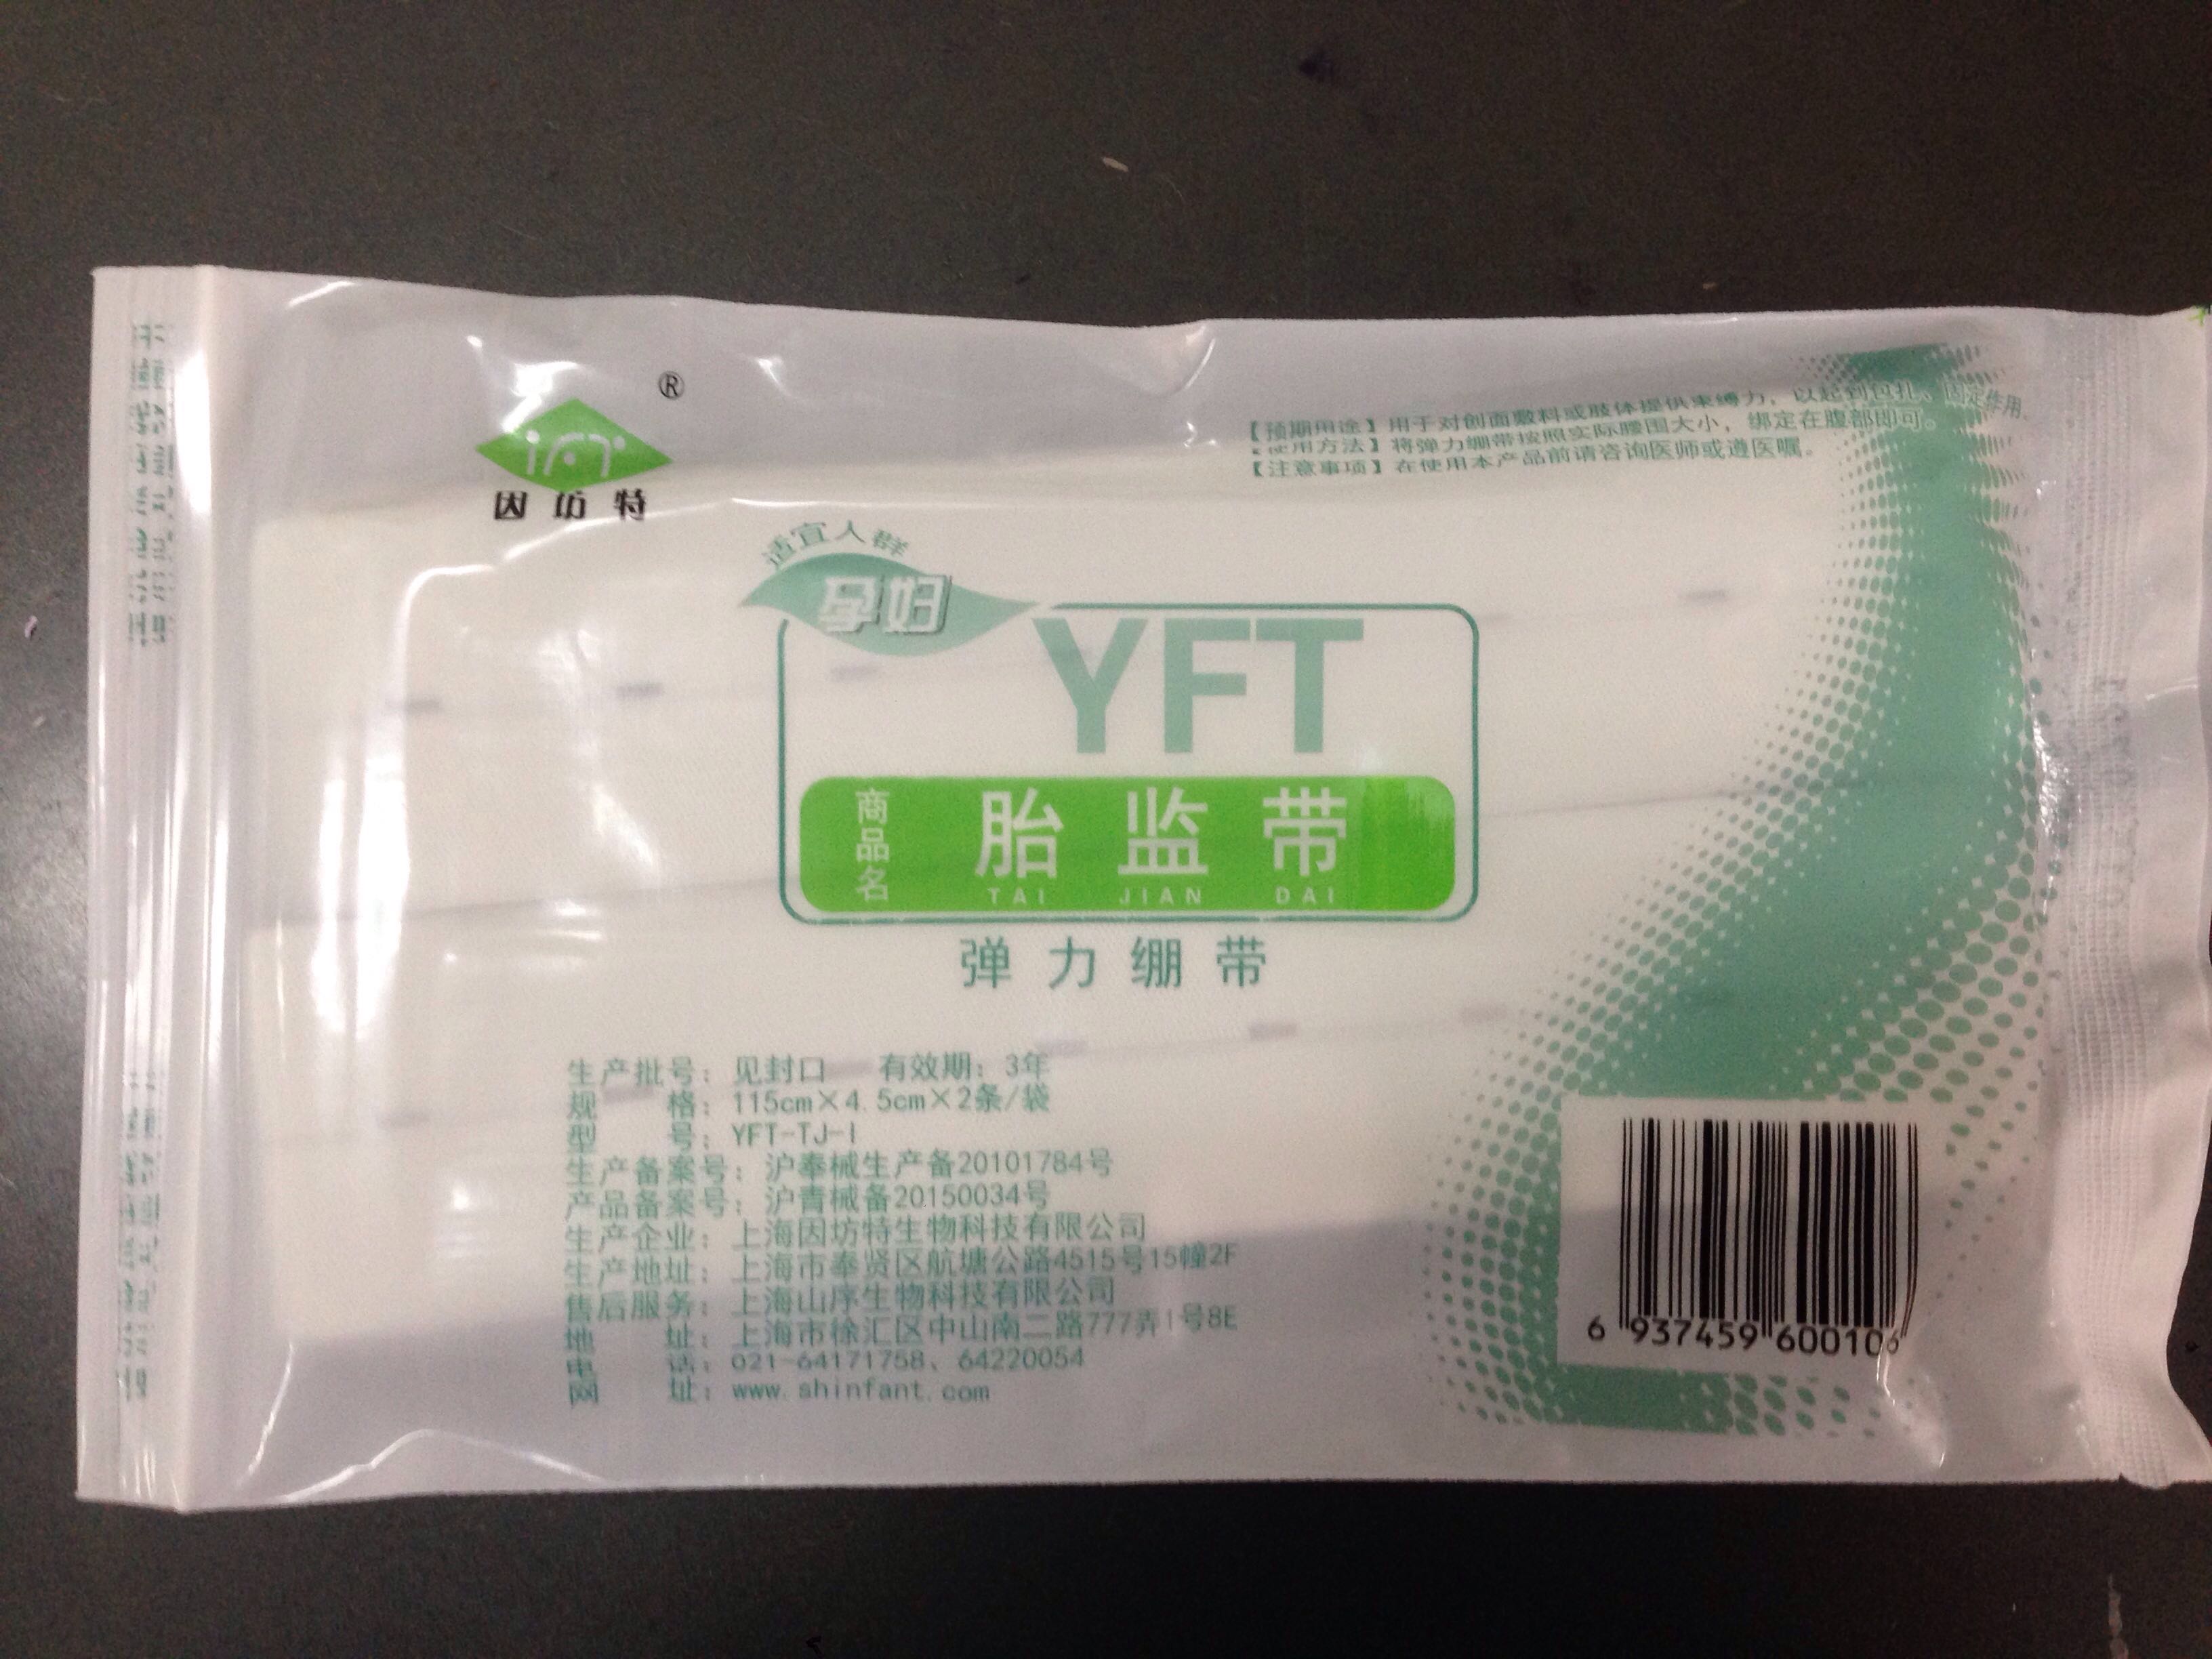 ®
因坊特
【预期用途】用于对创面敷料或肢体提供束缚力，以起到包扎、固定作用。
【使用方法】将弹力绷带按照实际腰围大小，绑定在腹部即可。
【注意事项】在使用本产品前请咨询医师或遵医嘱。
适宜人群
孕妇
YFT
商品名
胎监带
TAI JIAN DAI
弹力绷带
生产批号：见封口 有效期：3年
规格：115cm×4.5cm×2条/袋
型号：YFT-TJ-I
生产备案号：沪奉械生产备20101784号
产品备案号：沪青械备20150034号
生产企业：上海因坊特生物科技有限公司
生产地址：上海市奉贤区航塘公路4515号15幢2F
售后服务：上海山序生物科技有限公司
地址：上海市徐汇区中山南二路777弄1号8E
电话：021-64171758、64220054
网址：www.shinfant.com
6 937459 600106